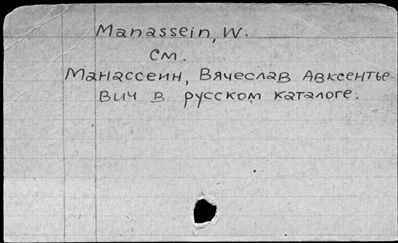 Manassein, W.
см.
Манассеин, Вячеслав Авксентье-
вич в русском каталоге.